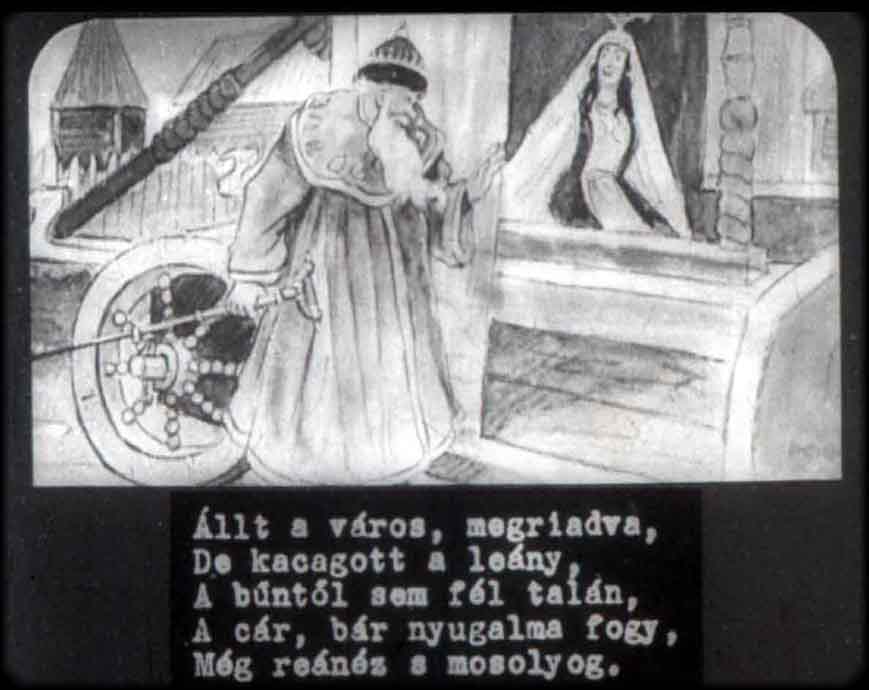 Állt a város, megriadva,
De kacagott a leány,
A bűntől sem fél talán,
A cár, bár nyugalma fogy,
Még reánéz s mosolyog.